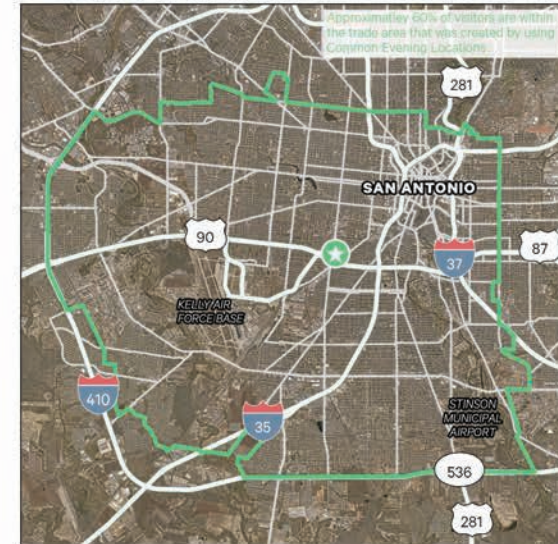 Approximatley 60% of visitors are within
the trade area that was created by using
Common Evening Locations
281
SAN ANTONIO
90
87
37
KELLY AIR
FORCE BASE
410
STINSON
MUNICIPAL
AIRPORT
35
536
281